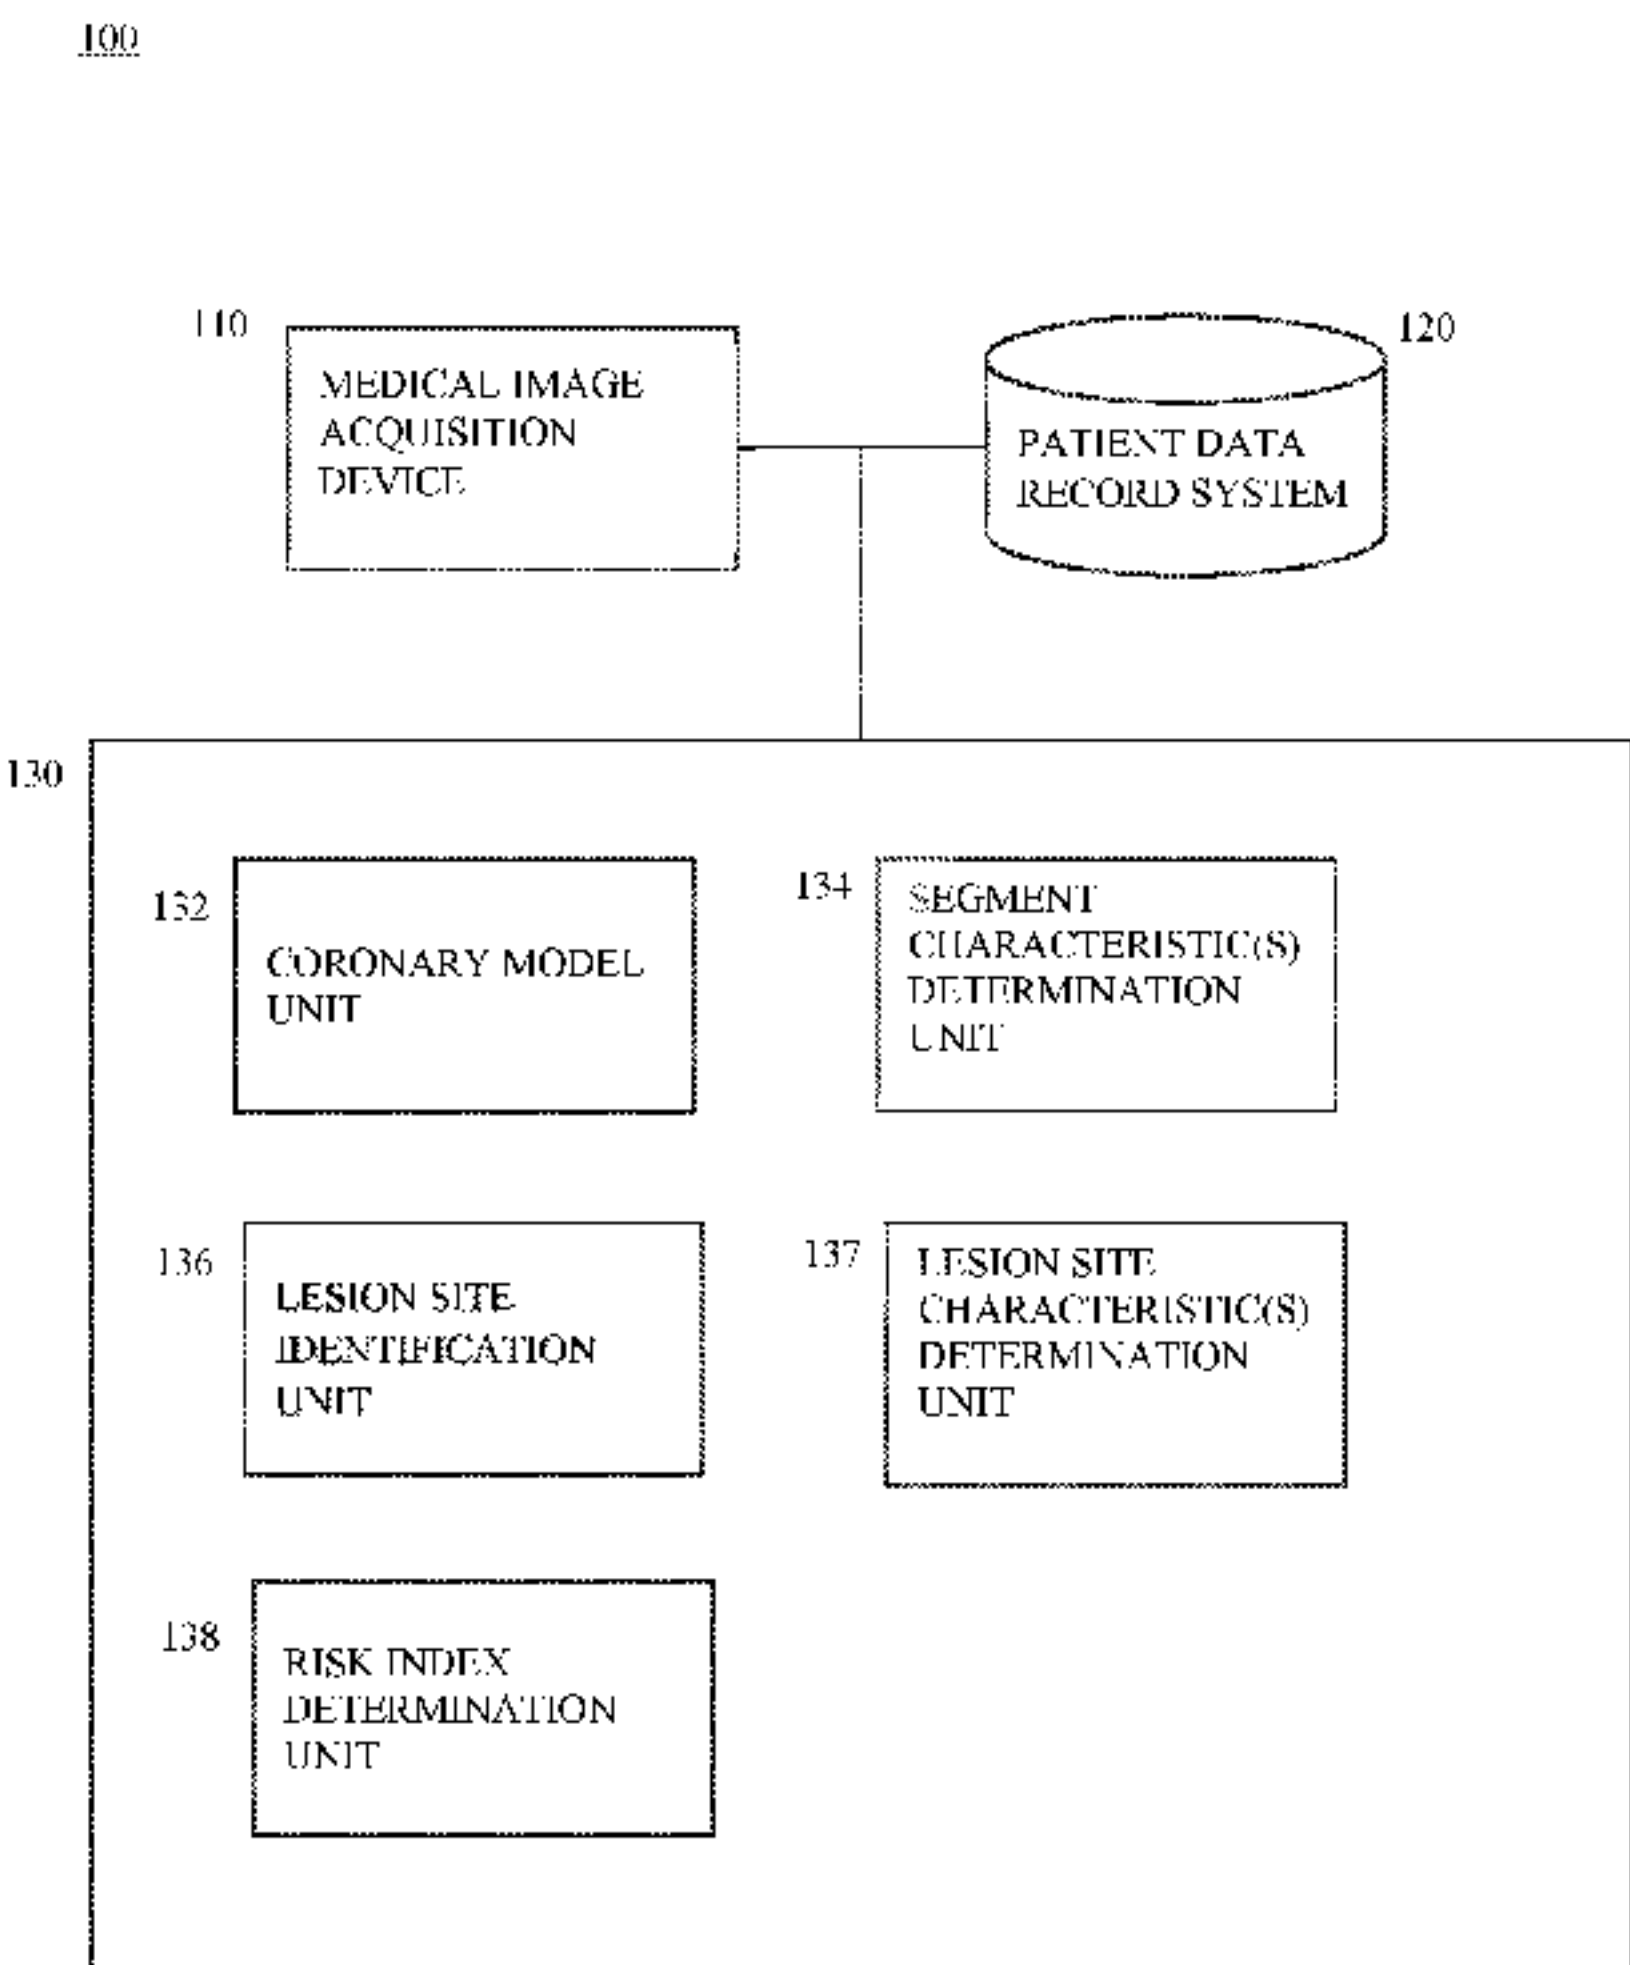 100
110
MEDICAL IMAGE
ACQUISITION
DEVICE
120
PATIENT DATA
RECORD SYSTEM
130
132
CORONARY MODEL
UNIT
134
SEGMENT
CHARACTERISTIC(S)
DETERMINATION
UNIT
136
LESION SITE
IDENTIFICATION
UNIT
137
LESION SITE
CHARACTERISTIC(S)
DETERMINATION
UNIT
138
RISK INDEX
DETERMINATION
UNIT